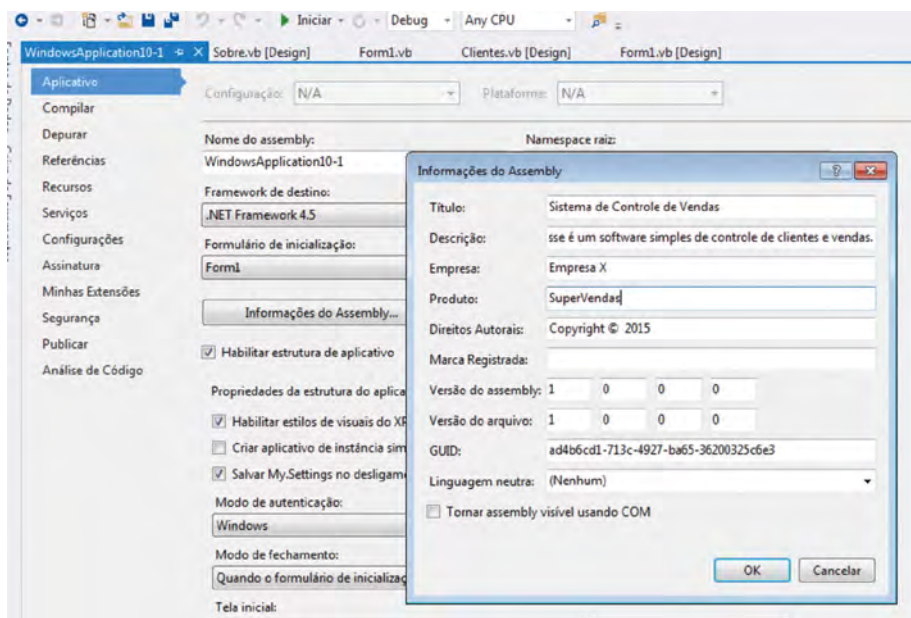 Iniciar Debug Any CPU
WindowsApplication10-1 Sobre.vb [Design] Form1.vb Clientes.vb [Design] Form1.vb [Design]
Aplicativo
Compilar
Depurar
Referências
Recursos
Serviços
Configurações
Assinatura
Minhas Extensões
Segurança
Publicar
Análise de Código
Configuração: N/A Plataforma: N/A
Nome do assembly: Namespace raiz:
WindowsApplication10-1
Framework de destino:
.NET Framework 4.5
Formulário de inicialização:
Form1
Informações do Assembly...
Habilitar estrutura de aplicativo
Propriedades da estrutura do aplica
Habilitar estilos de visuais do XP
Criar aplicativo de instância sim
Salvar My.Settings no desligam
Modo de autenticação:
Windows
Modo de fechamento:
Quando o formulário de inicializaç
Tela inicial:
Informações do Assembly
Título: Sistema de Controle de Vendas
Descrição: sse é um software simples de controle de clientes e vendas.
Empresa: Empresa X
Produto: SuperVendas
Direitos Autorais: Copyright © 2015
Marca Registrada:
Versão do assembly: 1 0 0 0
Versão do arquivo: 1 0 0 0
GUID: ad4b6cd1-713c-4927-ba65-36200325c6e3
Linguagem neutra: (Nenhum)
Tornar assembly visível usando COM
OK Cancelar